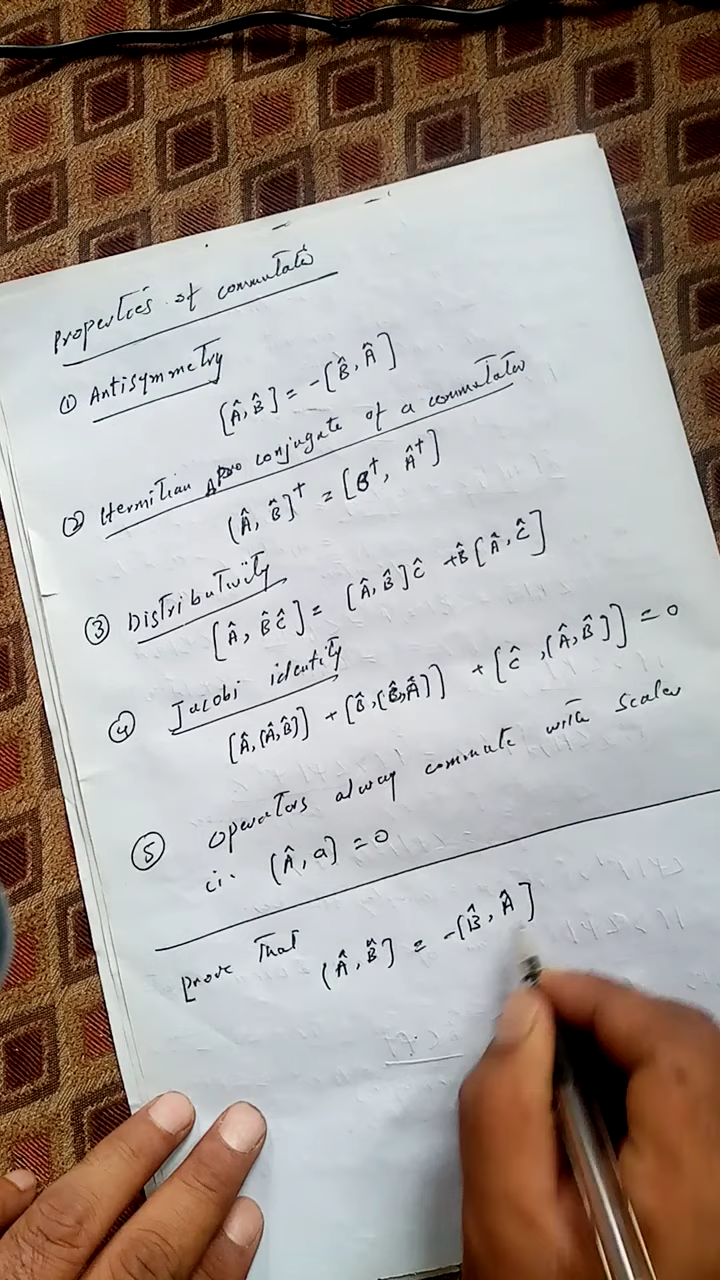 Properties of commutator
① Antisymmetry
[Â, B̂] = -[B̂, Â]
② Hermitian conjugate of a commutator
[Â, B̂]† = [B†, Â†]
③ Distributivity
[Â, B̂Ĉ] = [Â, B̂]Ĉ + B̂[Â, Ĉ]
④ Jacobi identity
[Â, [Â, B̂]] + [B̂, [B̂, Â]] + [Ĉ, [Â, B̂]] = 0
⑤ operators alway commute with scalar
[Â, a] = 0
prove that [Â, B̂] = -[B̂, Â]